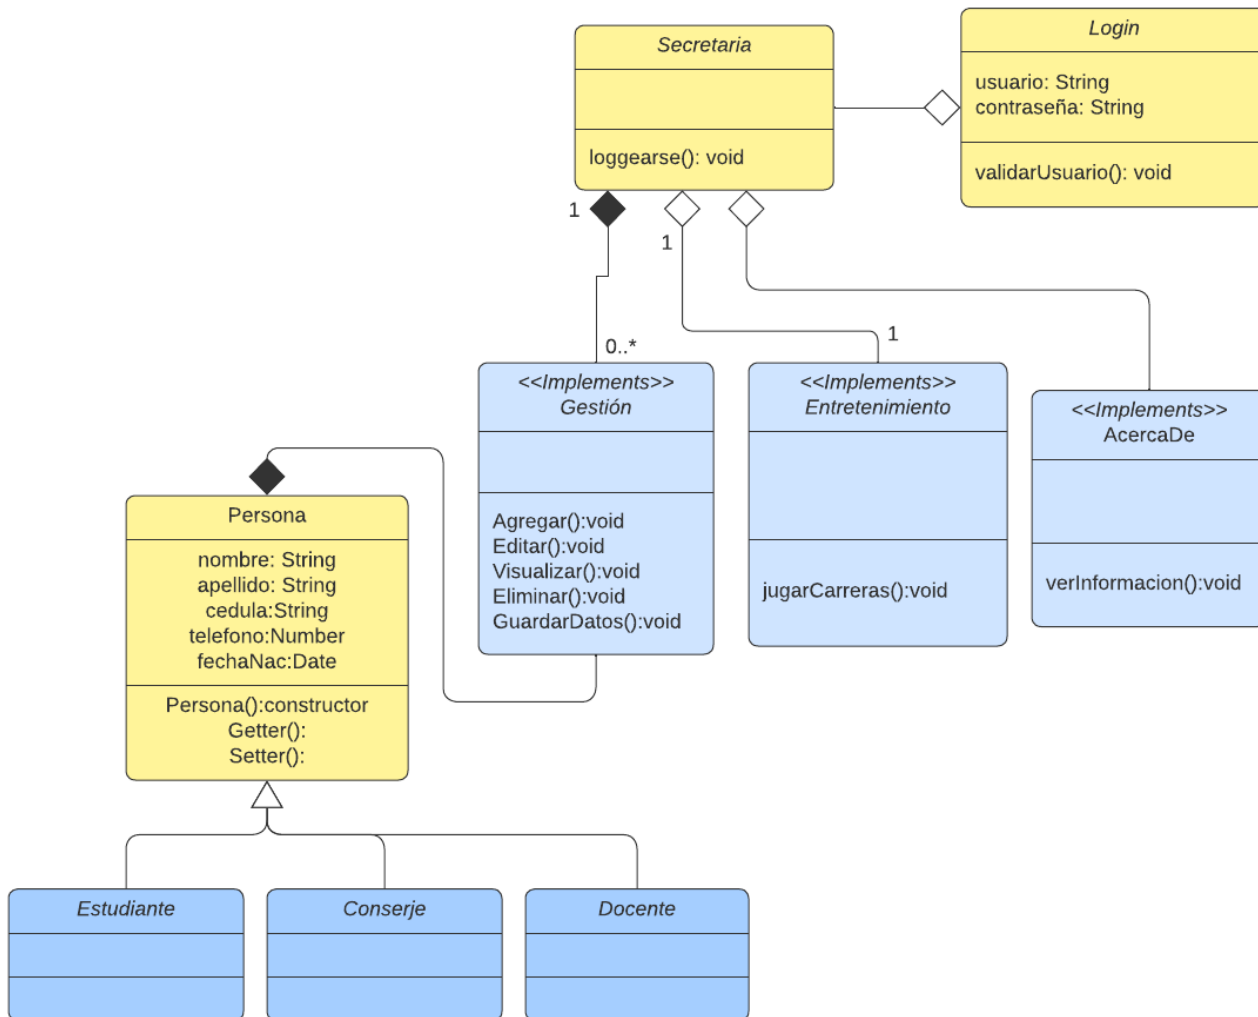 Secretaria
loggearse(): void
Login
usuario: String
contraseña: String
validarUsuario(): void
1
1
0..*
1
<<Implements>>
Gestión
Agregar():void
Editar():void
Visualizar():void
Eliminar():void
GuardarDatos():void
<<Implements>>
Entretenimiento
jugarCarreras():void
<<Implements>>
AcercaDe
verInformacion():void
Persona
nombre: String
apellido: String
cedula:String
telefono:Number
fechaNac:Date
Persona():constructor
Getter():
Setter():
Estudiante
Conserje
Docente